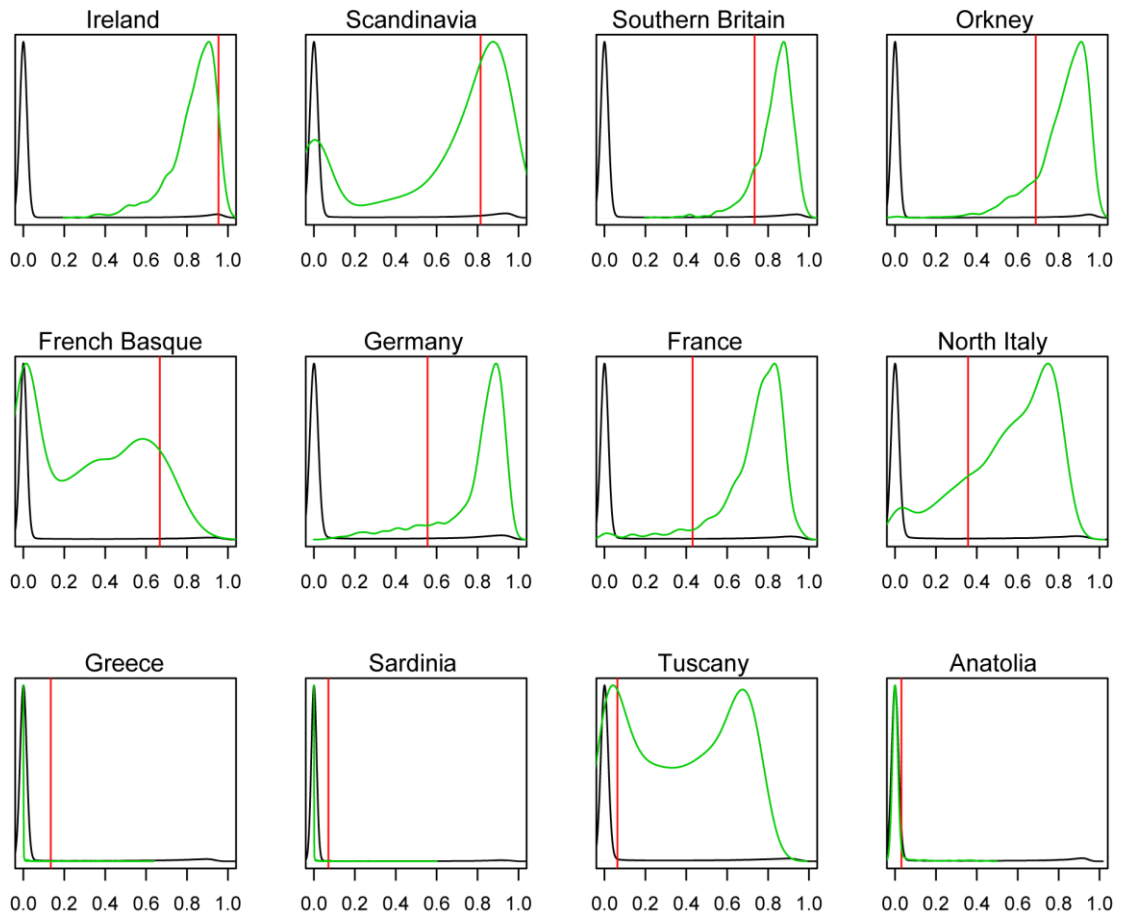 Ireland Scandinavia Southern Britain Orkney
0.0 0.2 0.4 0.6 0.8 1.0 0.0 0.2 0.4 0.6 0.8 1.0 0.0 0.2 0.4 0.6 0.8 1.0 0.0 0.2 0.4 0.6 0.8 1.0
French Basque Germany France North Italy
0.0 0.2 0.4 0.6 0.8 1.0 0.0 0.2 0.4 0.6 0.8 1.0 0.0 0.2 0.4 0.6 0.8 1.0 0.0 0.2 0.4 0.6 0.8 1.0
Greece Sardinia Tuscany Anatolia
0.0 0.2 0.4 0.6 0.8 1.0 0.0 0.2 0.4 0.6 0.8 1.0 0.0 0.2 0.4 0.6 0.8 1.0 0.0 0.2 0.4 0.6 0.8 1.0